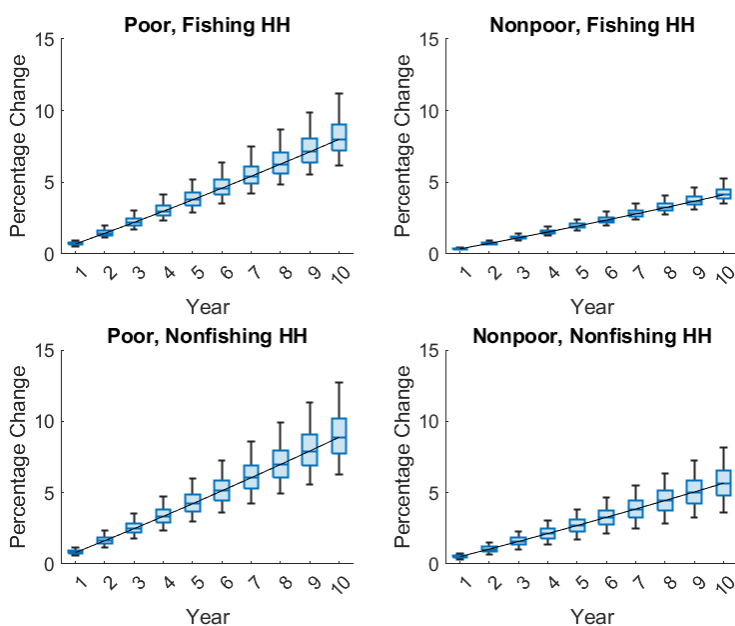 Poor, Fishing HH
15
10
5
0
Percentage Change
1 2 3 4 5 6 7 8 9 10
Year
Nonpoor, Fishing HH
15
10
5
0
Percentage Change
1 2 3 4 5 6 7 8 9 10
Year
Poor, Nonfishing HH
15
10
5
0
Percentage Change
1 2 3 4 5 6 7 8 9 10
Year
Nonpoor, Nonfishing HH
15
10
5
0
Percentage Change
1 2 3 4 5 6 7 8 9 10
Year